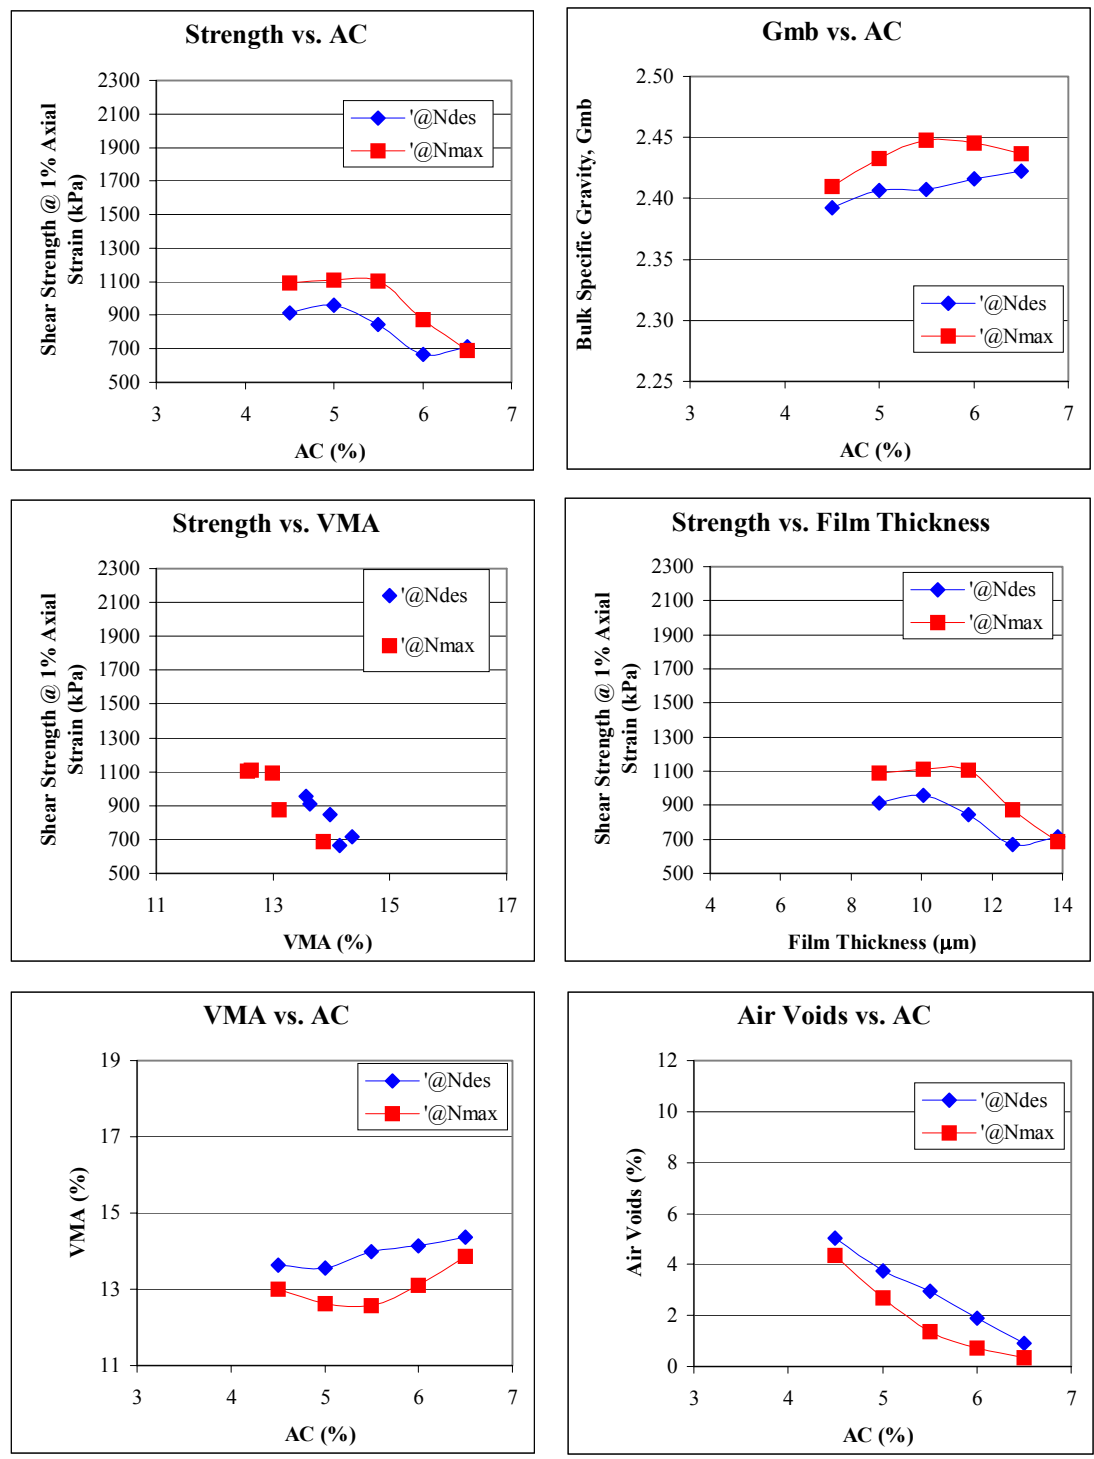 Strength vs. AC
Shear Strength @ 1% Axial
Strain (kPa)
2300
2100
1900
1700
1500
1300
1100
900
700
500
'@Ndes
'@Nmax
3 4 5 6 7
AC (%)
Gmb vs. AC
Bulk Specific Gravity, Gmb
2.50
2.45
2.40
2.35
2.30
2.25
'@Ndes
'@Nmax
3 4 5 6 7
AC (%)
Strength vs. VMA
Shear Strength @ 1% Axial
Strain (kPa)
2300
2100
1900
1700
1500
1300
1100
900
700
500
'@Ndes
'@Nmax
11 13 15 17
VMA (%)
Strength vs. Film Thickness
Shear Strength @ 1% Axial
Strain (kPa)
2300
2100
1900
1700
1500
1300
1100
900
700
500
'@Ndes
'@Nmax
4 6 8 10 12 14
Film Thickness (μm)
VMA vs. AC
VMA (%)
19
17
15
13
11
'@Ndes
'@Nmax
3 4 5 6 7
AC (%)
Air Voids vs. AC
Air Voids (%)
12
10
8
6
4
2
0
'@Ndes
'@Nmax
3 4 5 6 7
AC (%)